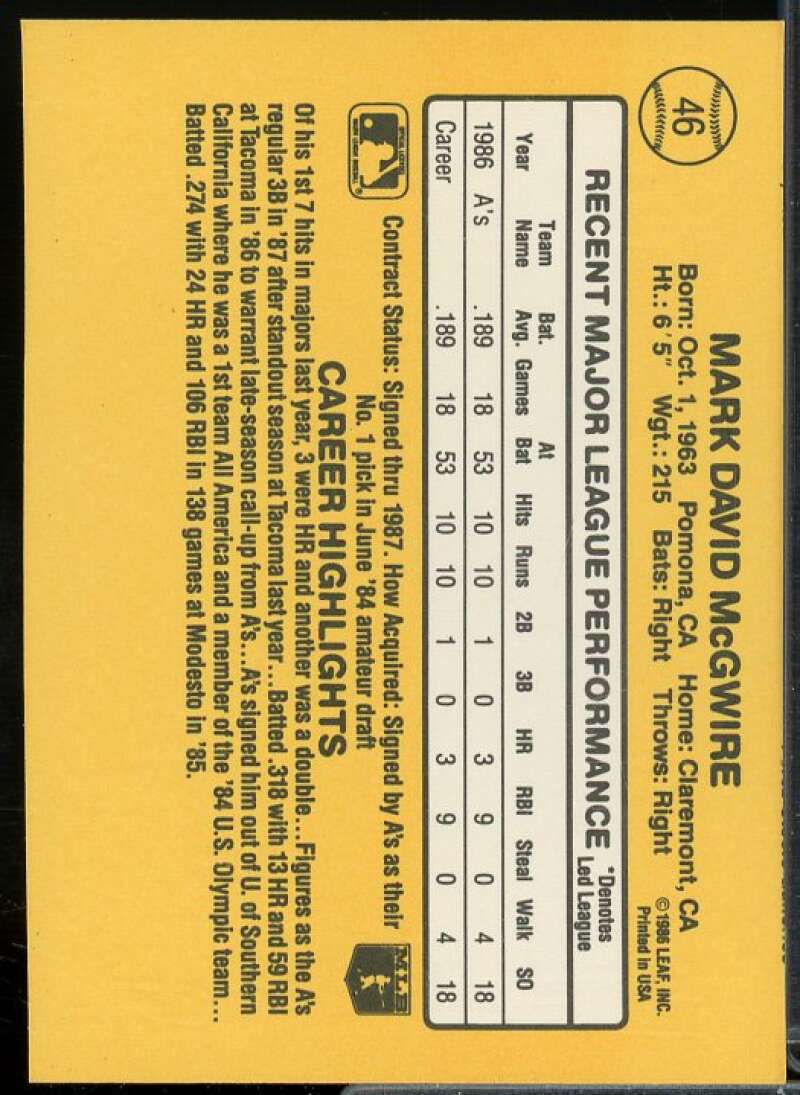 46
MARK DAVID McGWIRE
Born: Oct. 1, 1963 Pomona, CA Home: Claremont, CA
Ht.: 6'5" Wgt.: 215 Bats: Right Throws: Right
©1986 LEAF, INC.
Printed in USA
RECENT MAJOR LEAGUE PERFORMANCE
*Denotes
Led League
Team Bat. At
Year Name Avg. Games Bat Hits Runs 2B 3B HR RBI Steal Walk SO
1986 A's .189 18 53 10 10 1 0 3 9 0 4 18
Career .189 18 53 10 10 1 0 3 9 0 4 18
Contract Status: Signed thru 1987. How Acquired: Signed by A's as their
No. 1 pick in June '84 amateur draft
MLB
CAREER HIGHLIGHTS
Of his 1st 7 hits in majors last year, 3 were HR and another was a double...Figures as the A's
regular 3B in '87 after standout season at Tacoma last year...Batted .318 with 13 HR and 59 RBI
at Tacoma in '86 to warrant late-season call-up from A's...A's signed him out of U. of Southern
California where he was a 1st team All America and a member of the '84 U.S. Olympic team...
Batted .274 with 24 HR and 106 RBI in 138 games at Modesto in '85.